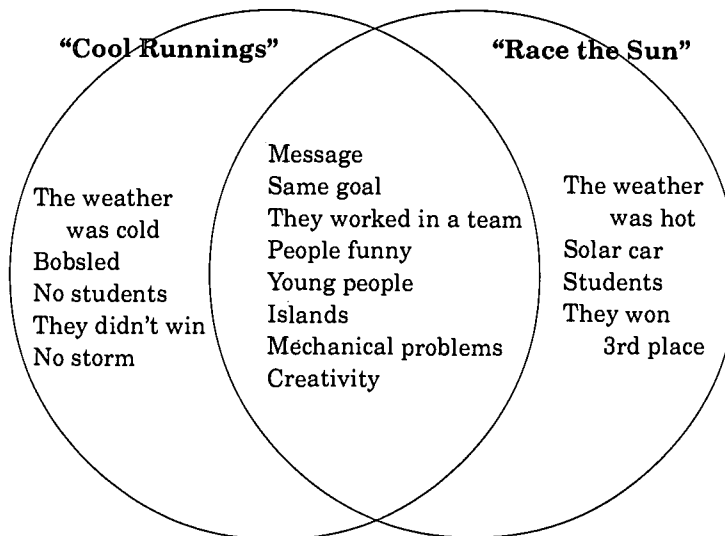 “Cool Runnings”
“Race the Sun”
The weather
was cold
Bobsled
No students
They didn't win
No storm
Message
Same goal
They worked in a team
People funny
Young people
Islands
Mechanical problems
Creativity
The weather
was hot
Solar car
Students
They won
3rd place